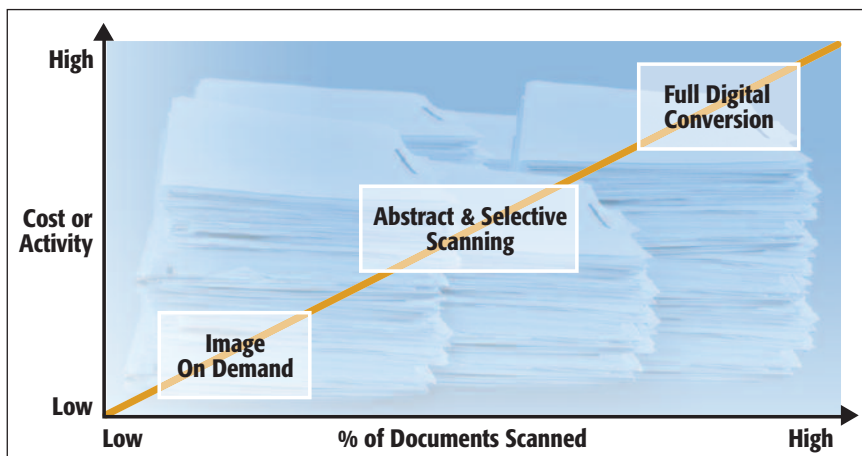 High
Full Digital
Conversion
Cost or
Activity
Abstract & Selective
Scanning
Image
On Demand
Low
Low
% of Documents Scanned
High